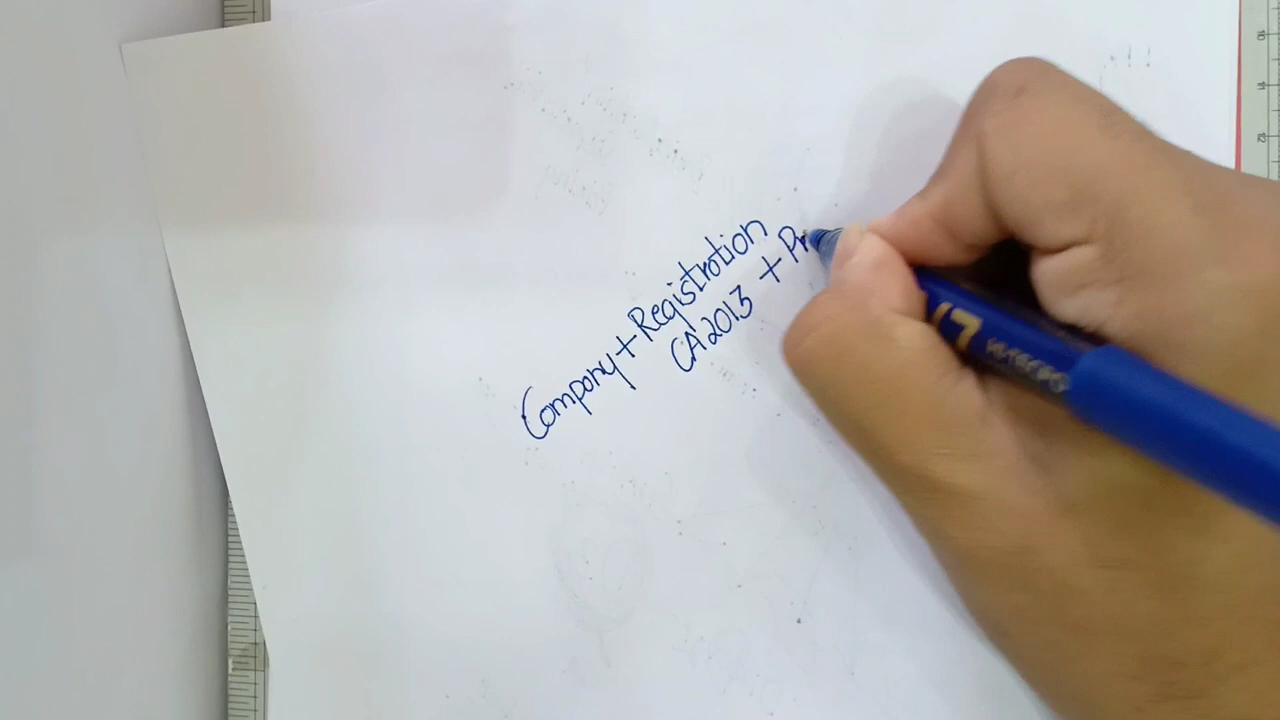 Company + Registration
CA2013 + Pr